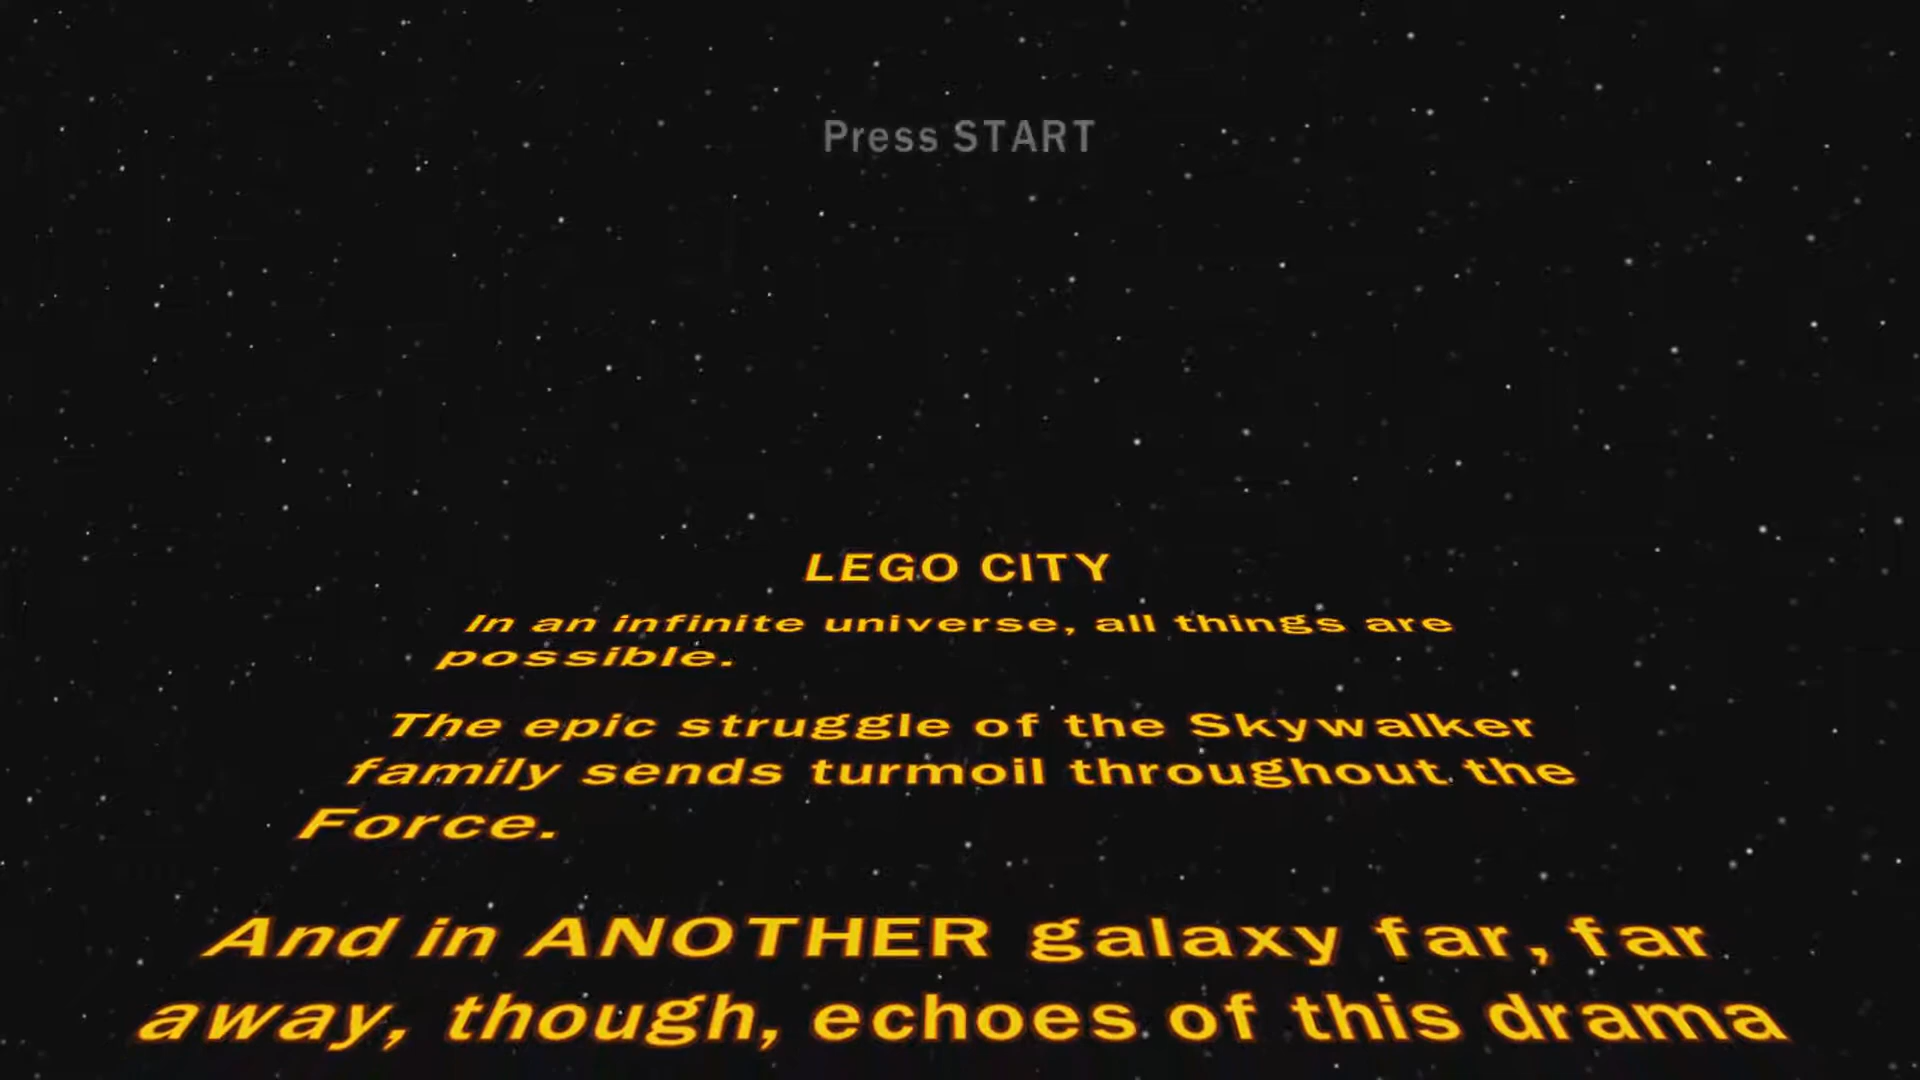 Press START
LEGO CITY
In an infinite universe, all things are
possible.
The epic struggle of the Skywalker
family sends turmoil throughout the
Force.
And in ANOTHER galaxy far, far
away, though, echoes of this drama